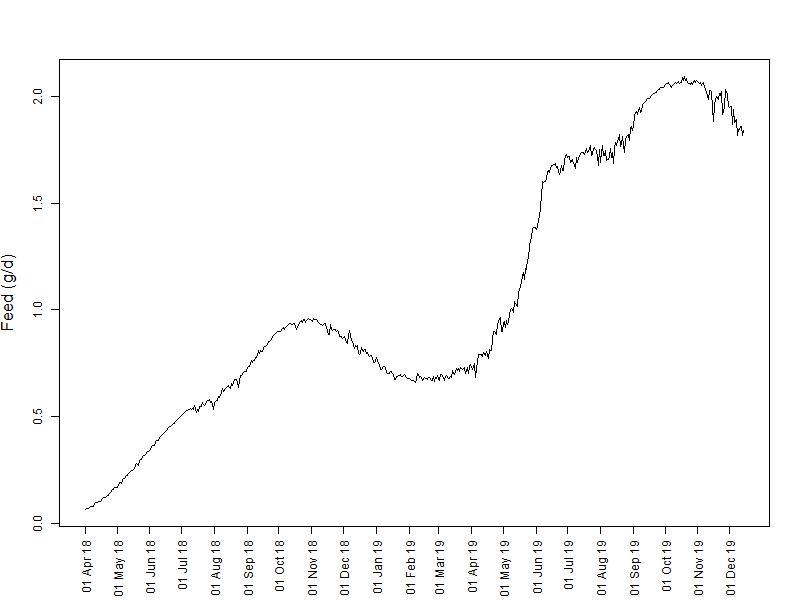 Feed (g/d)
2.0
1.5
1.0
0.5
0.0
01 Apr 18
01 May 18
01 Jun 18
01 Jul 18
01 Aug 18
01 Sep 18
01 Oct 18
01 Nov 18
01 Dec 18
01 Jan 19
01 Feb 19
01 Mar 19
01 Apr 19
01 May 19
01 Jun 19
01 Jul 19
01 Aug 19
01 Sep 19
01 Oct 19
01 Nov 19
01 Dec 19